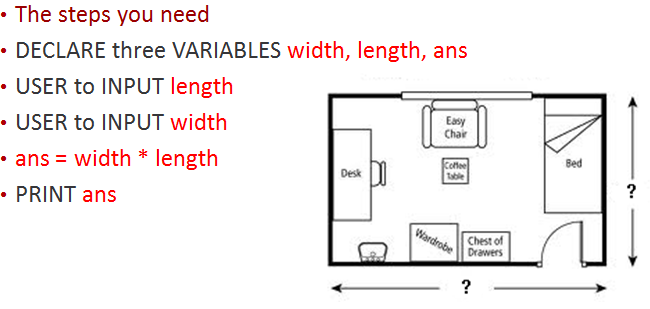 • The steps you need
• DECLARE three VARIABLES width, length, ans
• USER to INPUT length
• USER to INPUT width
• ans = width * length
• PRINT ans
Easy
Chair
Coffee
Table
Desk
Bed
?
Wardrobe
Chest of
Drawers
?